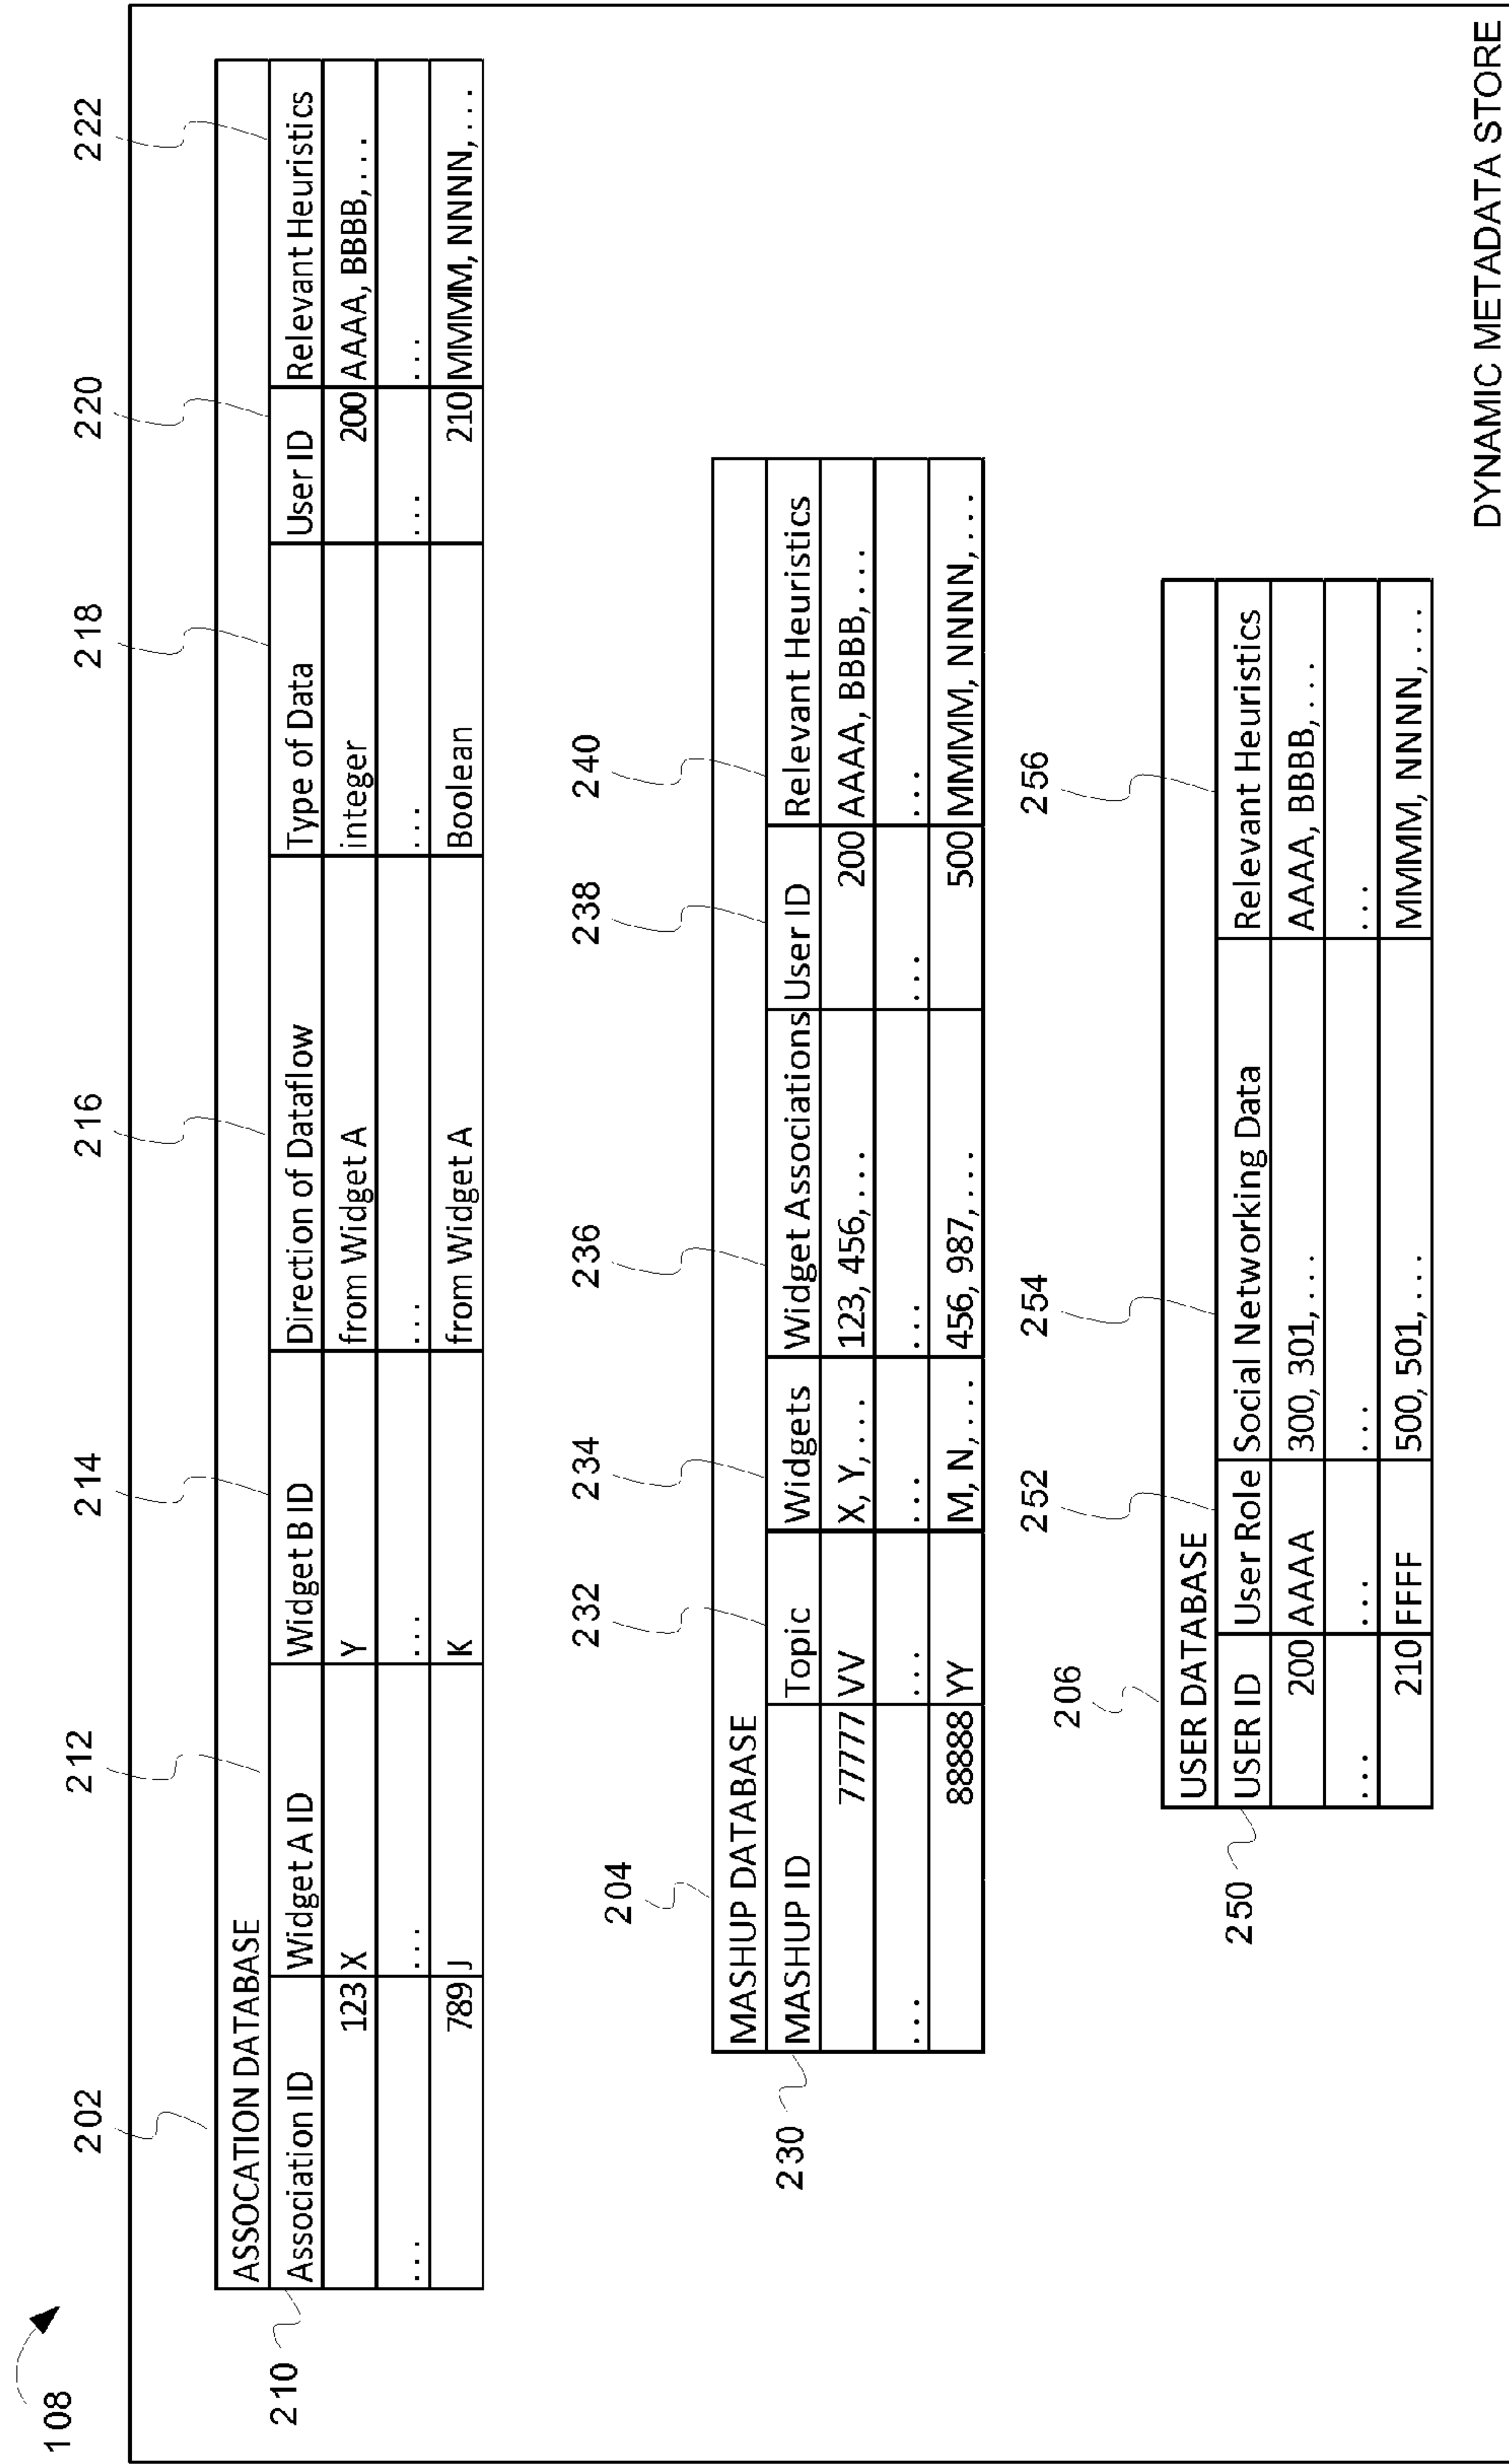 108
202
212
214
216
218
220
222
ASSOCATION DATABASE
210
Association ID Widget A ID Widget B ID Direction of Dataflow Type of Data User ID Relevant Heuristics
123 X Y from Widget A integer 200 AAAA, BBBB,...
... ... ... ... ... ... ...
789 J K from Widget A Boolean 210 MMMM, NNNN,...
204
232
234
236
238
240
MASHUP DATABASE
230
MASHUP ID Topic Widgets Widget Associations User ID Relevant Heuristics
77777 VV X, Y,... 123, 456,... 200 AAAA, BBBB,...
... ... ... ... ... ...
88888 YY M, N,... 456, 987,... 500 MMMM, NNNN,...
206
252
254
256
USER DATABASE
250
USER ID User Role Social Networking Data Relevant Heuristics
200 AAAA 300, 301,... AAAA, BBBB,...
... ... ... ...
210 FFFF 500, 501,... MMMM, NNNN,...
DYNAMIC METADATA STORE